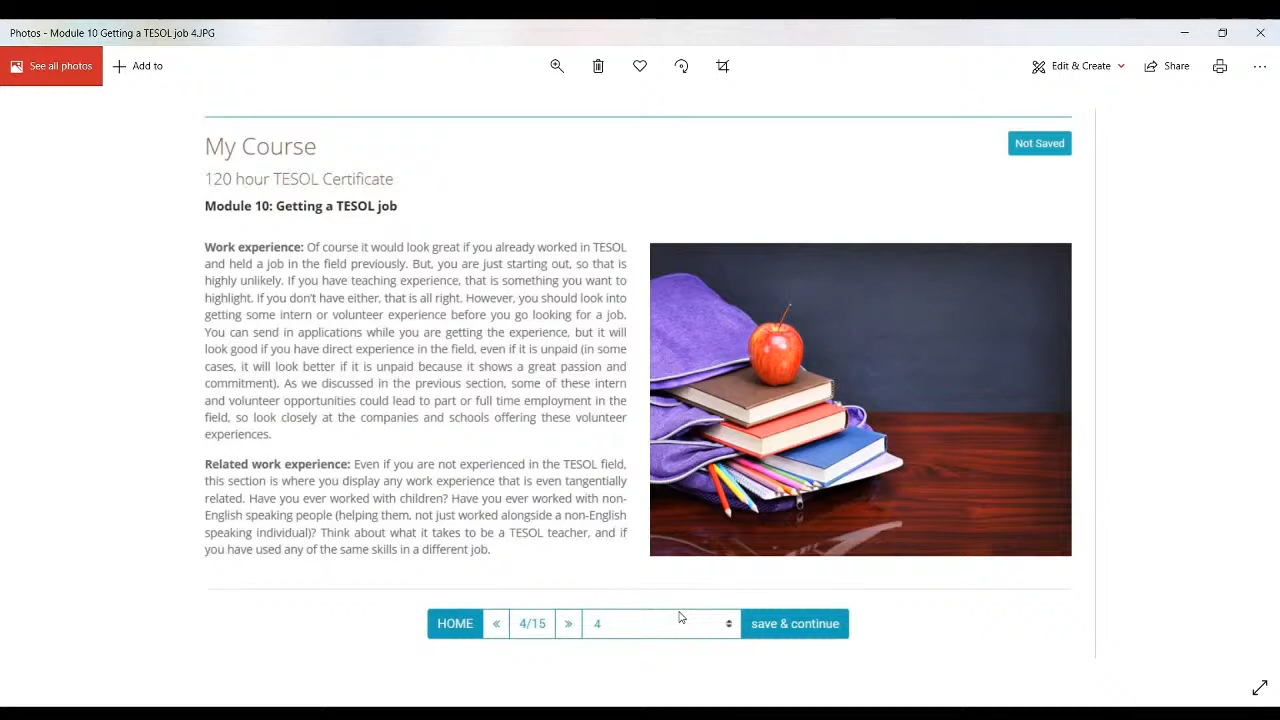 Photos - Module 10 Getting a TESOL job 4.JPG
See all photos
Add to
Edit & Create
Share
My Course
Not Saved
120 hour TESOL Certificate
Module 10: Getting a TESOL job
Work experience: Of course it would look great if you already worked in TESOL
and held a job in the field previously. But, you are just starting out, so that is
highly unlikely. If you have teaching experience, that is something you want to
highlight. If you don't have either, that is all right. However, you should look into
getting some intern or volunteer experience before you go looking for a job.
You can send in applications while you are getting the experience, but it will
look good if you have direct experience in the field, even if it is unpaid (in some
cases, it will look better if it is unpaid because it shows a great passion and
commitment). As we discussed in the previous section, some of these intern
and volunteer opportunities could lead to part or full time employment in the
field, so look closely at the companies and schools offering these volunteer
experiences.
Related work experience: Even if you are not experienced in the TESOL field,
this section is where you display any work experience that is even tangentially
related. Have you ever worked with children? Have you ever worked with non-
English speaking people (helping them, not just worked alongside a non-English
speaking individual)? Think about what it takes to be a TESOL teacher, and if
you have used any of the same skills in a different job.
HOME « 4/15 » 4 save & continue